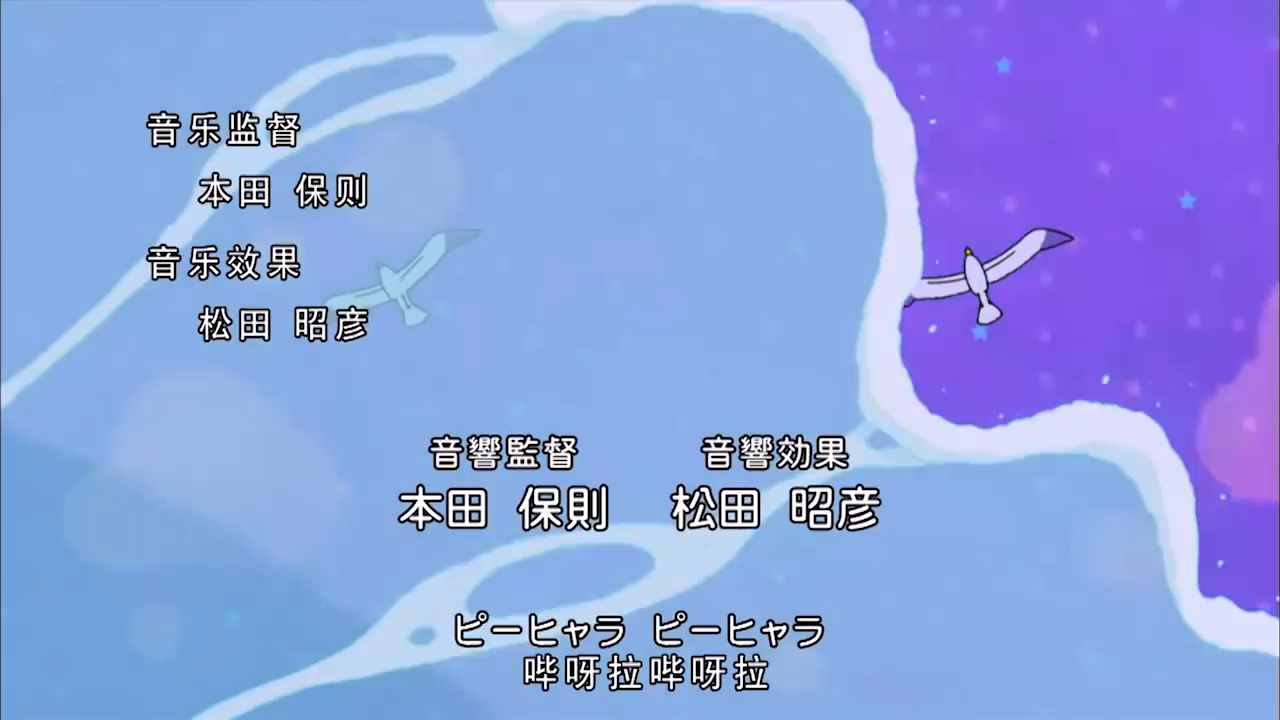 音乐监督
本田 保则
音乐效果
松田 昭彦
音響監督 音響効果
本田 保則 松田 昭彦
ピーヒャラ ピーヒャラ
哔呀拉哔呀拉